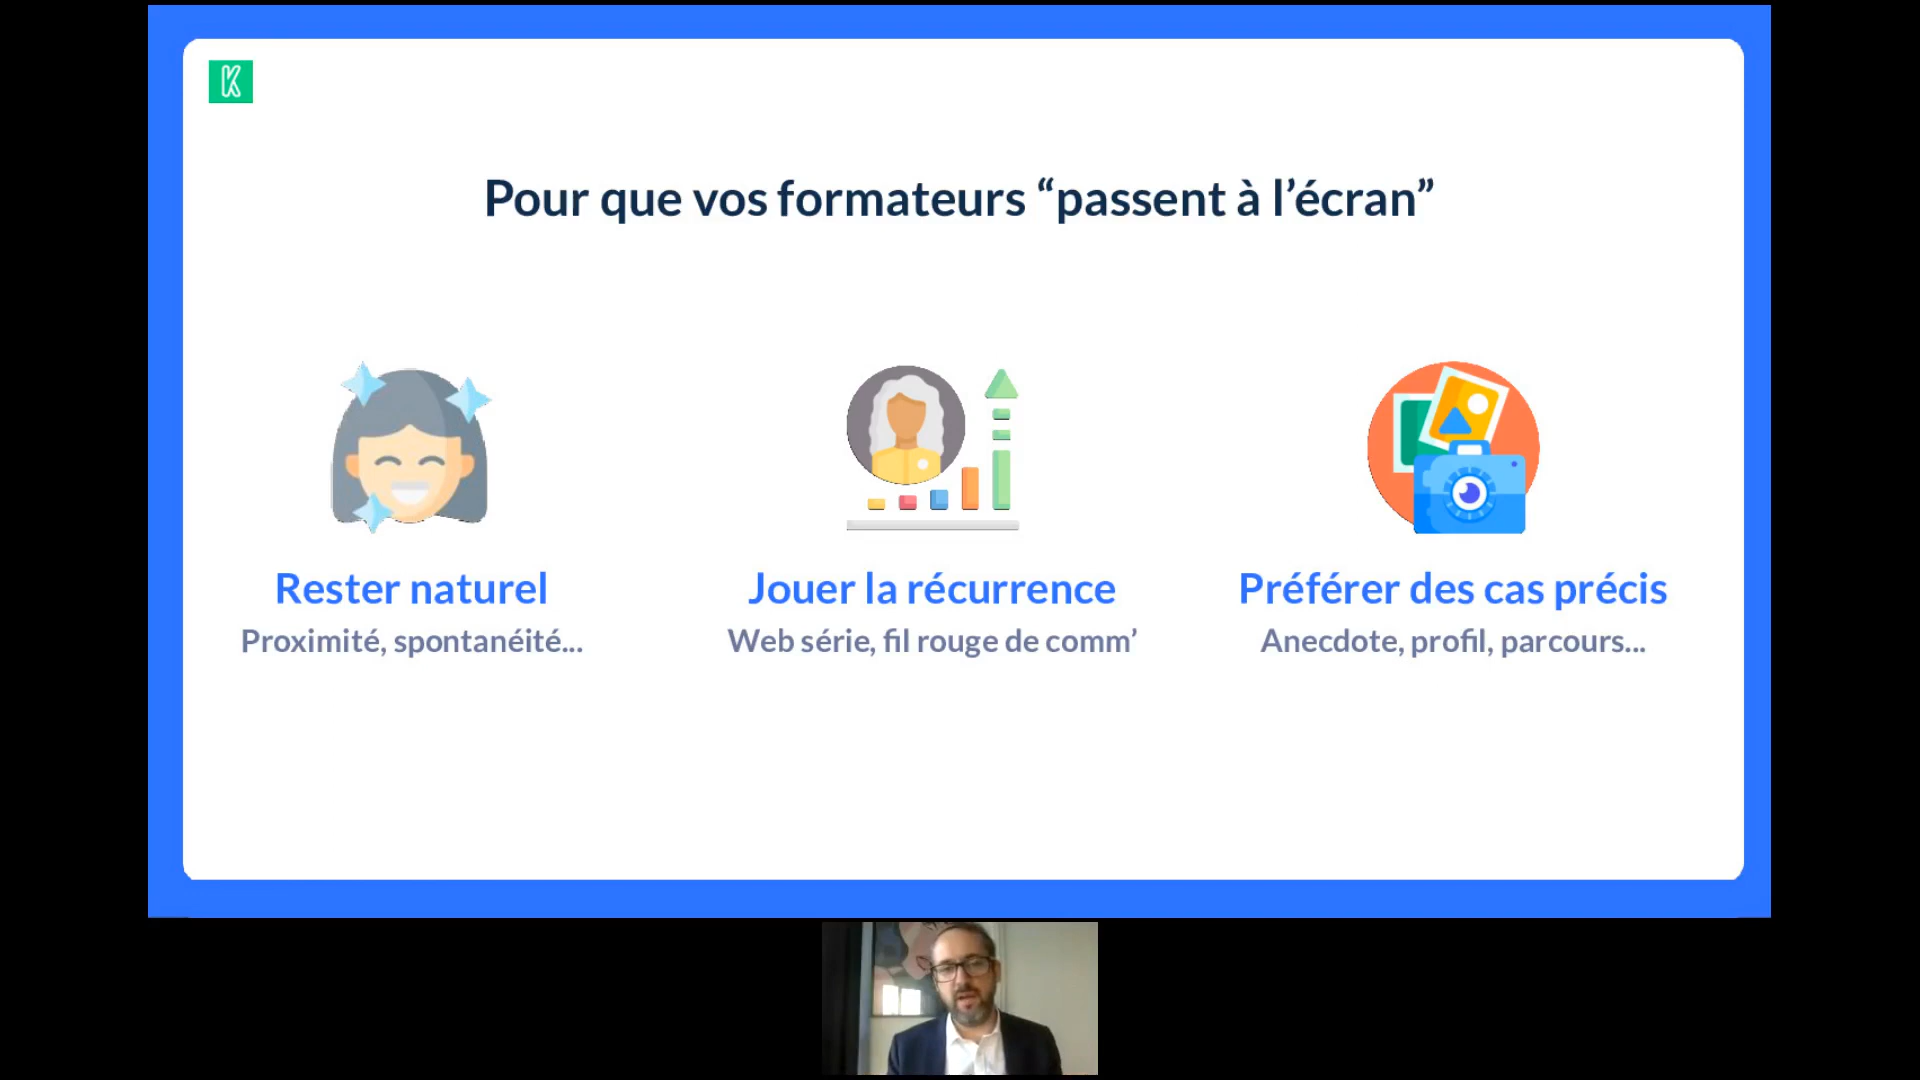 K
Pour que vos formateurs “passent à l’écran”
Rester naturel
Proximité, spontanéité...
Jouer la récurrence
Web série, fil rouge de comm’
Préférer des cas précis
Anecdote, profil, parcours...